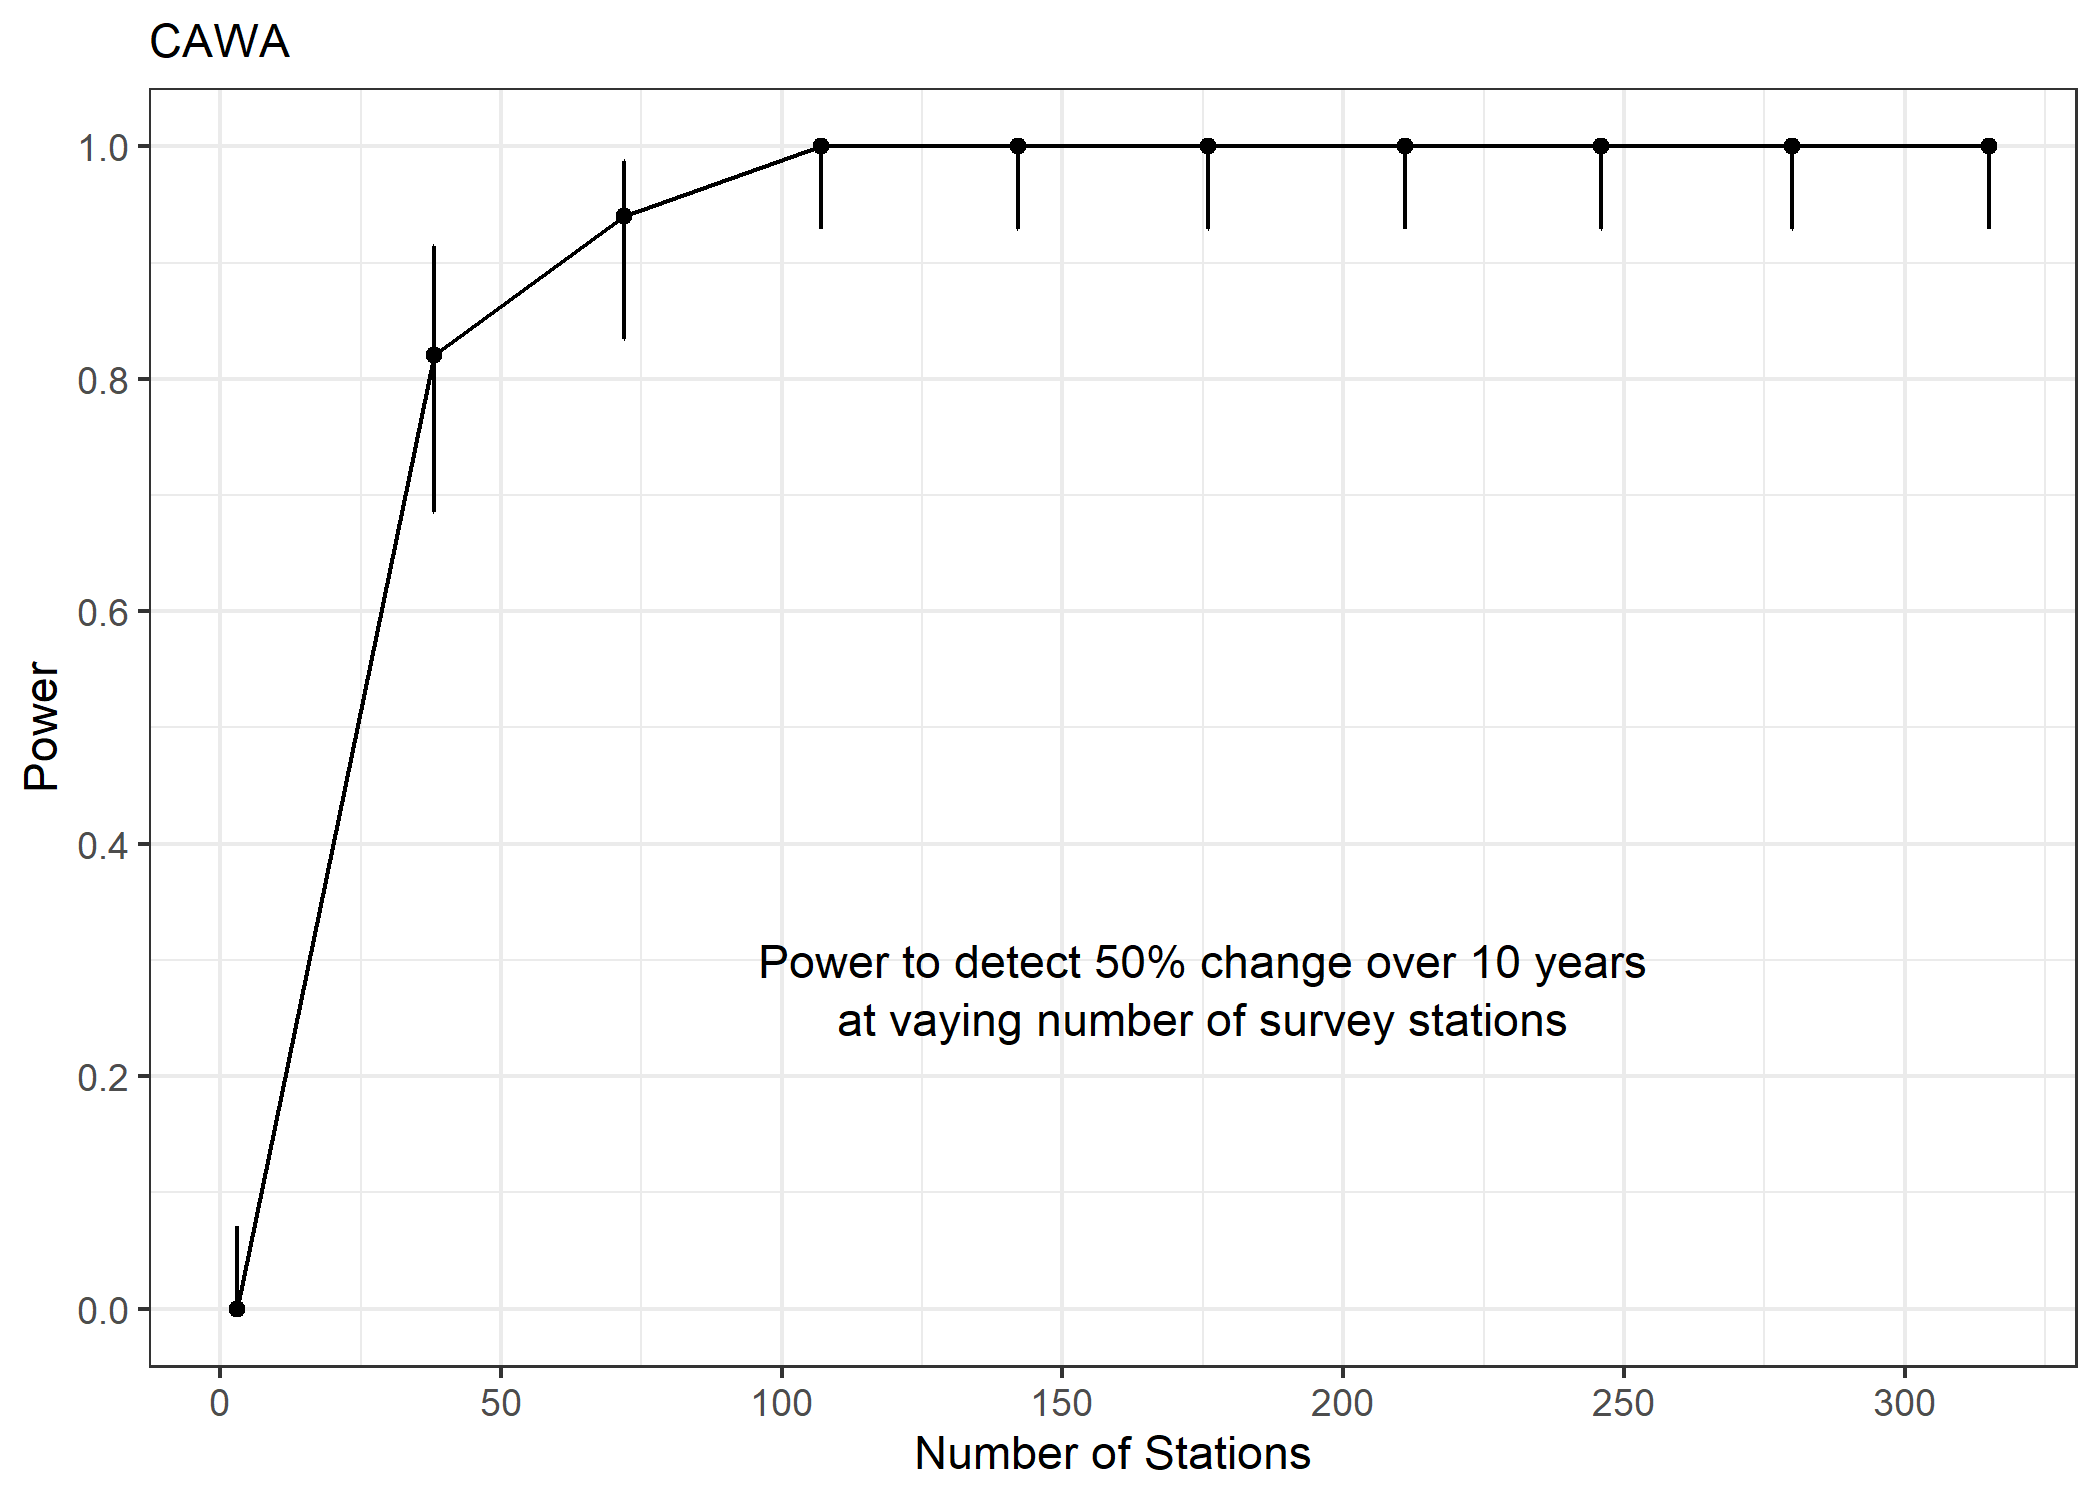 CAWA
1.0
0.8
0.6
0.4
0.2
0.0
Power
Power to detect 50% change over 10 years
at vaying number of survey stations
0 50 100 150 200 250 300
Number of Stations